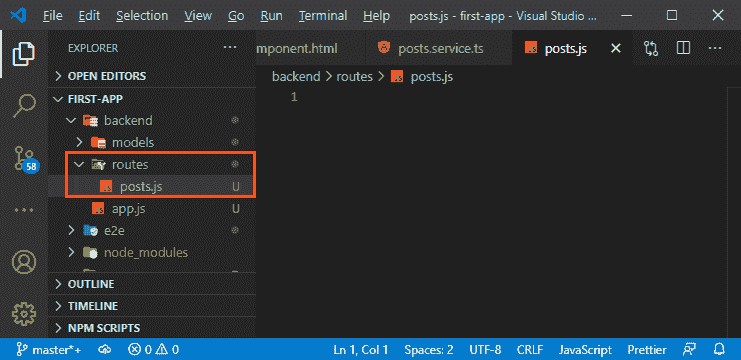 File Edit Selection View Go Run Terminal Help posts.js - first-app - Visual Studio ...
EXPLORER
mponent.html posts.service.ts posts.js
OPEN EDITORS
backend > routes > posts.js
FIRST-APP
1
backend
models
routes
posts.js U
app.js U
e2e
node_modules
OUTLINE
TIMELINE
NPM SCRIPTS
58
master*+ 0 0 Ln 1, Col 1 Spaces: 2 UTF-8 CRLF JavaScript Prettier